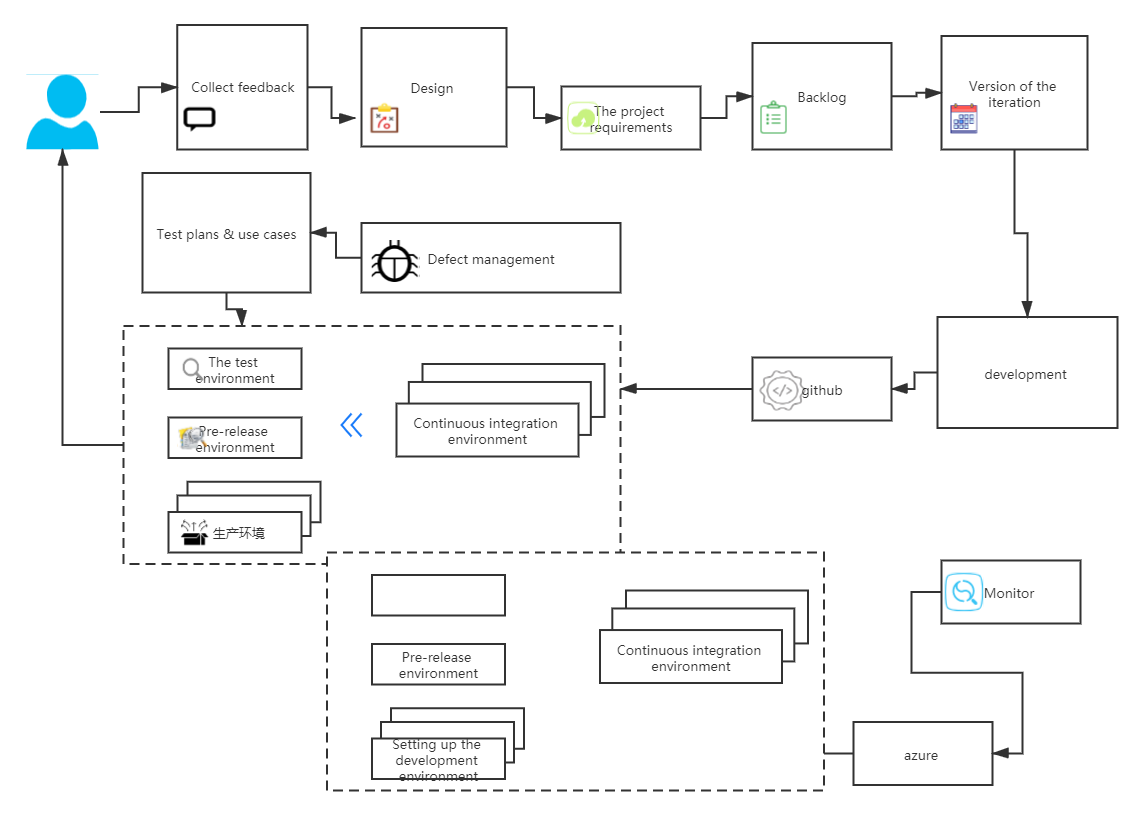 Collect feedback
Design
The project
requirements
Backlog
Version of the
iteration
Test plans & use cases
Defect management
The test
environment
Pre-release
environment
Continuous integration
environment
生产环境
github
development
Pre-release
environment
Continuous integration
environment
Setting up the
development
environment
Monitor
azure